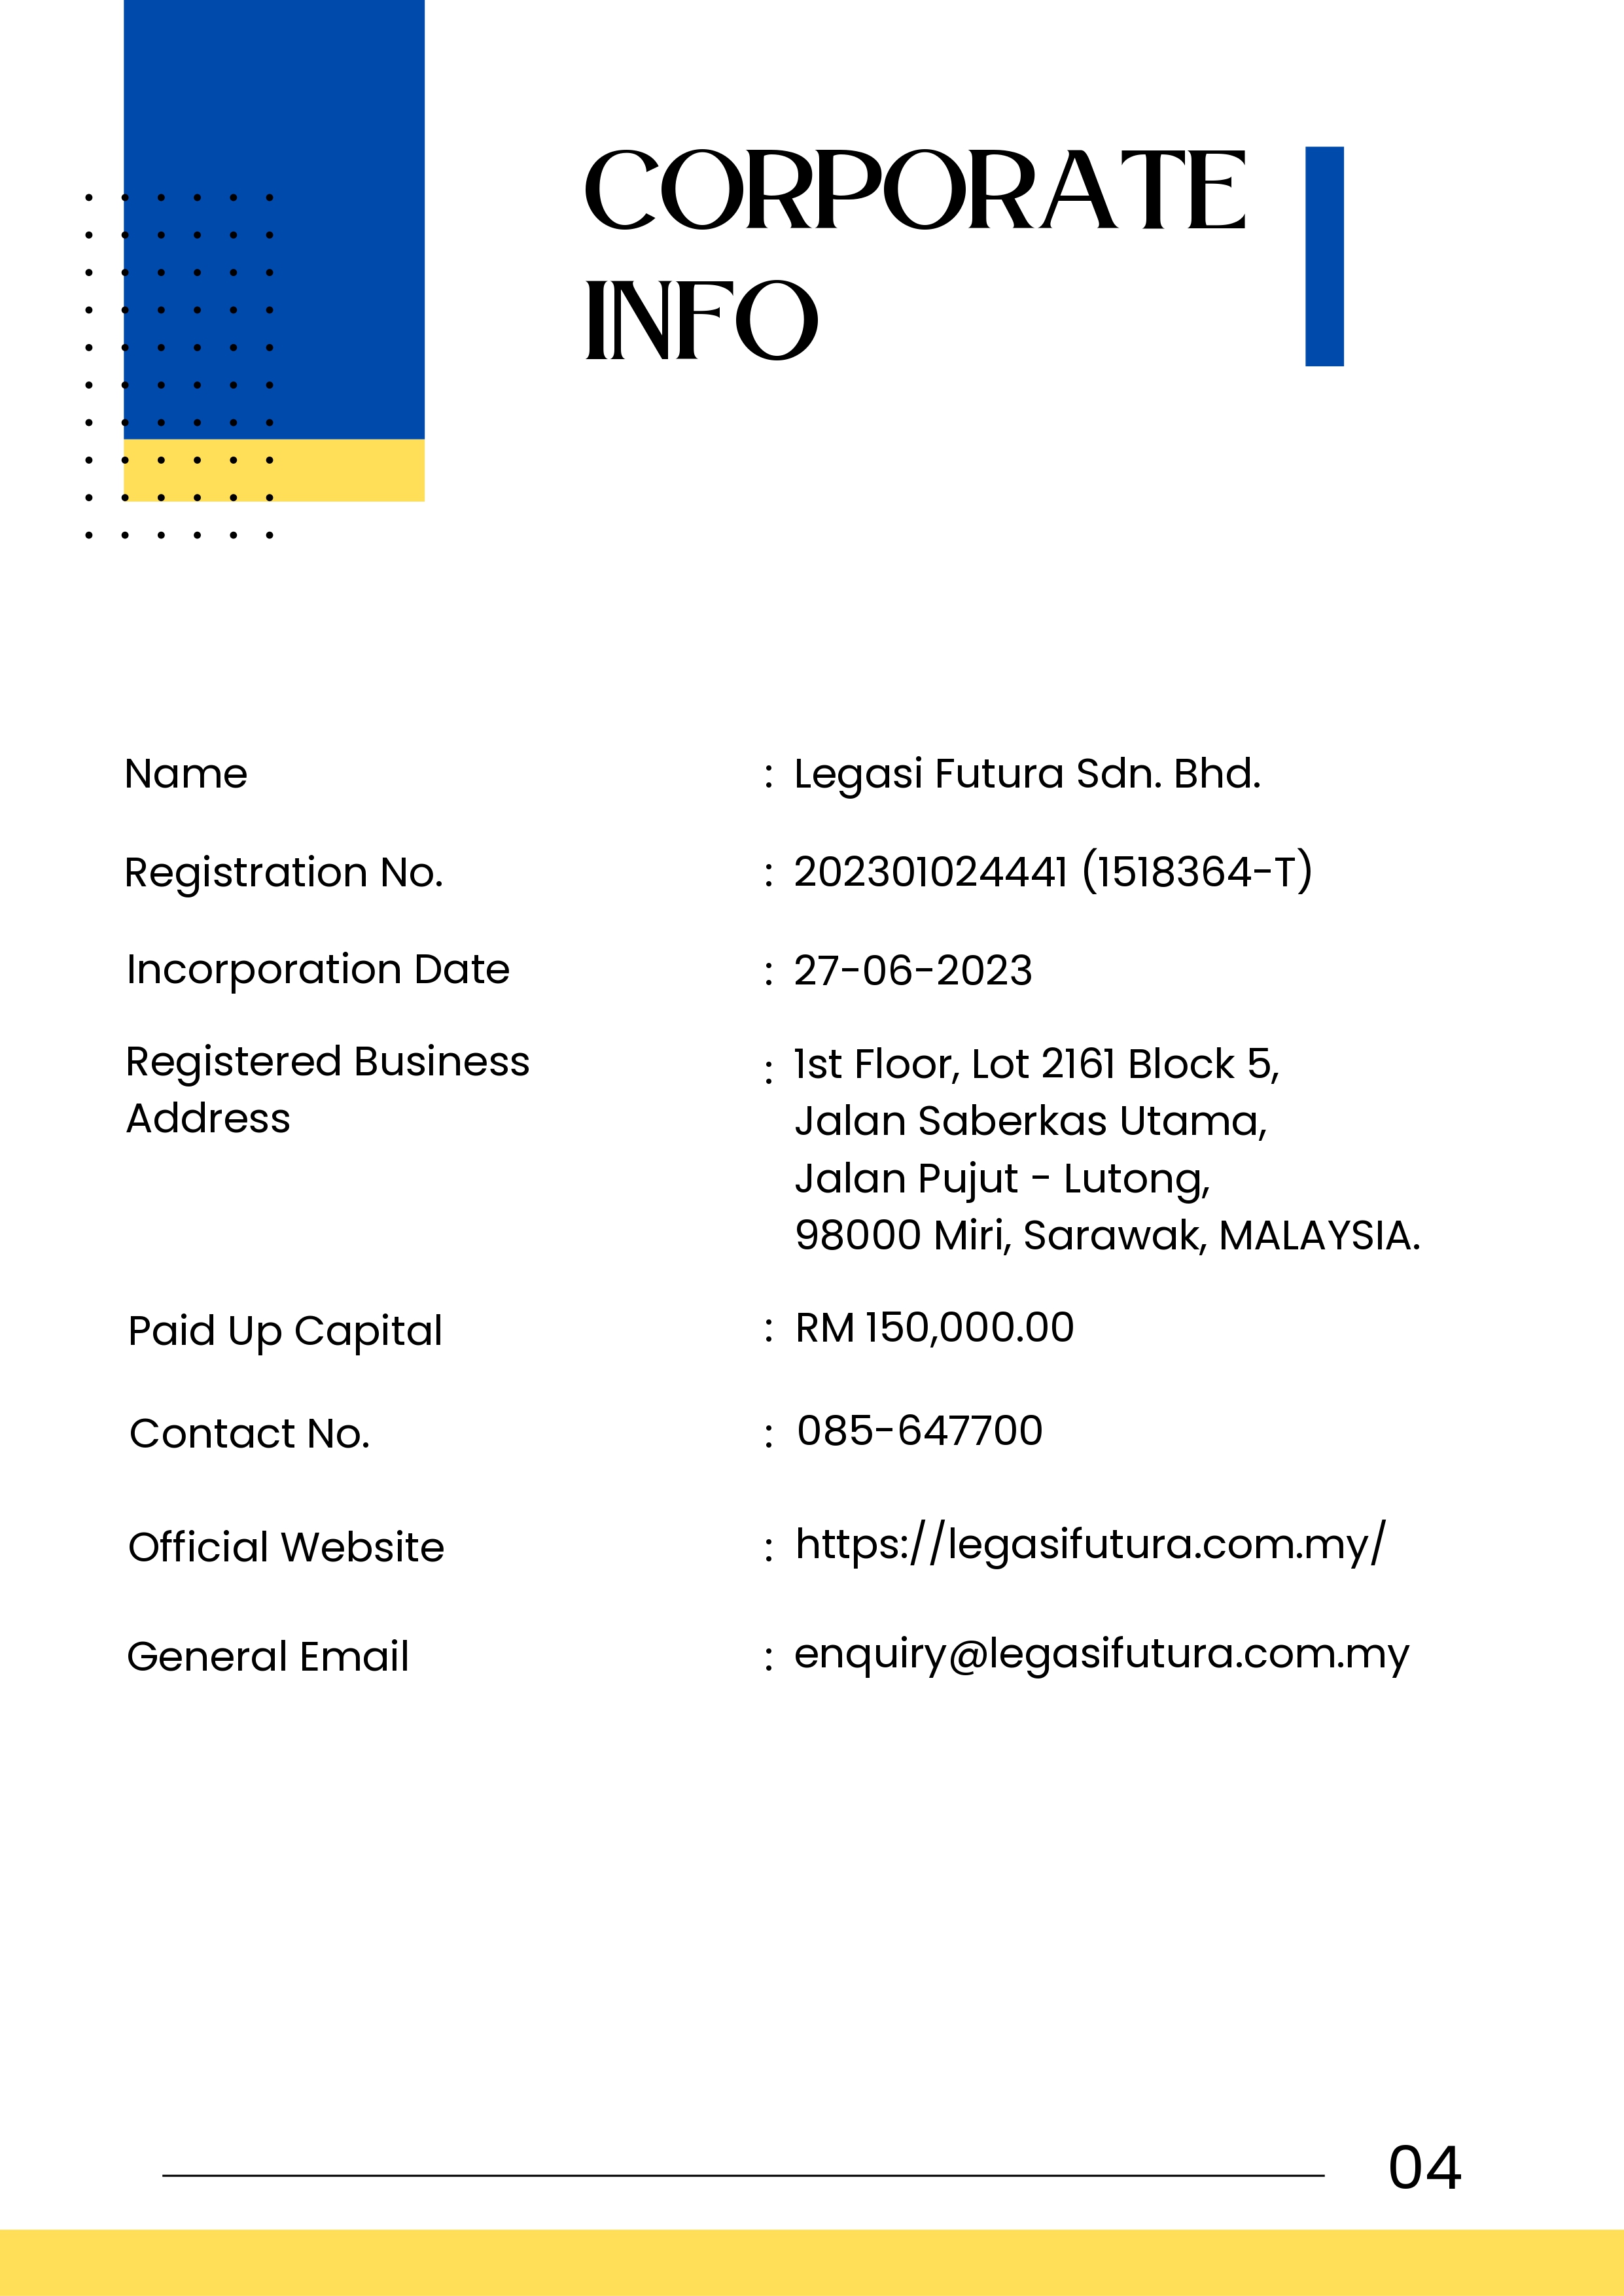 CORPORATE
INFO
Name : Legasi Futura Sdn. Bhd.
Registration No. : 202301024441 (1518364-T)
Incorporation Date : 27-06-2023
Registered Business : 1st Floor, Lot 2161 Block 5,
Address Jalan Saberkas Utama,
Jalan Pujut - Lutong,
98000 Miri, Sarawak, MALAYSIA.
Paid Up Capital : RM 150,000.00
Contact No. : 085-647700
Official Website : https://legasifutura.com.my/
General Email : enquiry@legasifutura.com.my
04